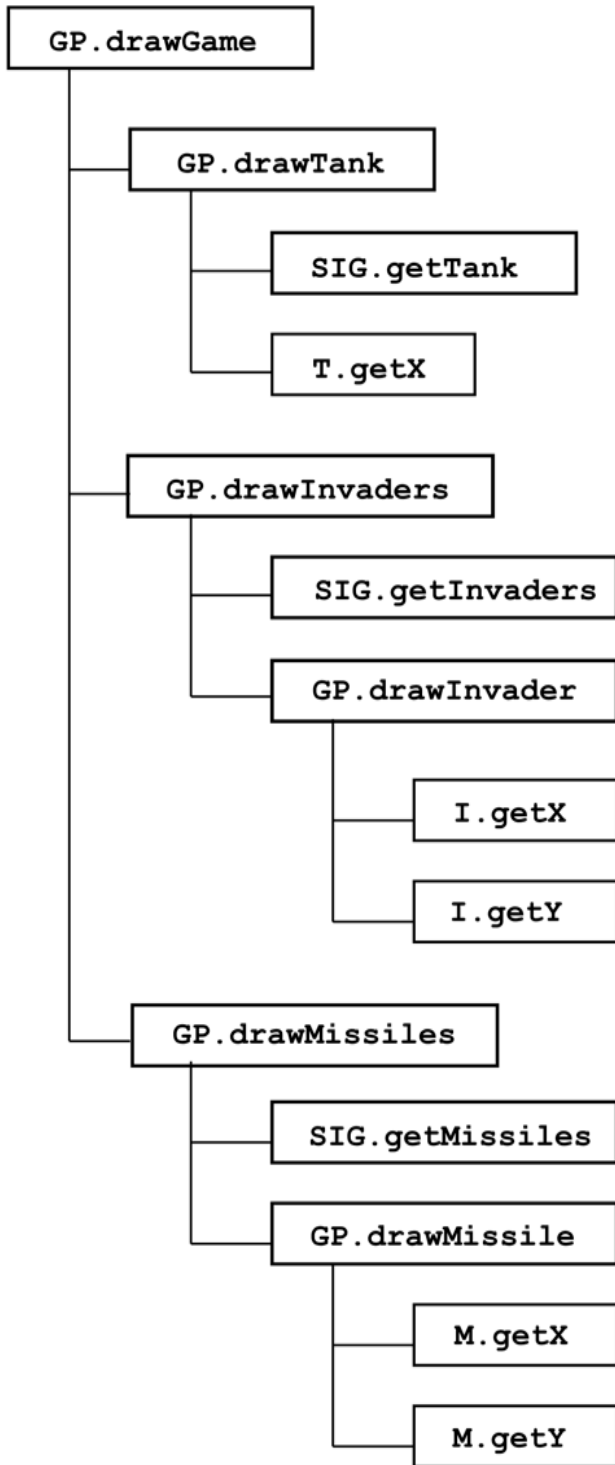 GP.drawGame
GP.drawTank
SIG.getTank
T.getX
GP.drawInvaders
SIG.getInvaders
GP.drawInvader
I.getX
I.getY
GP.drawMissiles
SIG.getMissiles
GP.drawMissile
M.getX
M.getY